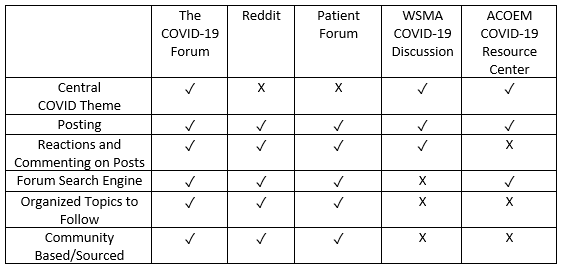 The COVID-19 Forum | Reddit | Patient Forum | WSMA COVID-19 Discussion | ACOEM COVID-19 Resource Center
Central COVID Theme | ✓ | X | X | ✓ | ✓
Posting | ✓ | ✓ | ✓ | ✓ | ✓
Reactions and Commenting on Posts | ✓ | ✓ | ✓ | ✓ | X
Forum Search Engine | ✓ | ✓ | ✓ | X | ✓
Organized Topics to Follow | ✓ | ✓ | ✓ | X | X
Community Based/Sourced | ✓ | ✓ | ✓ | X | X